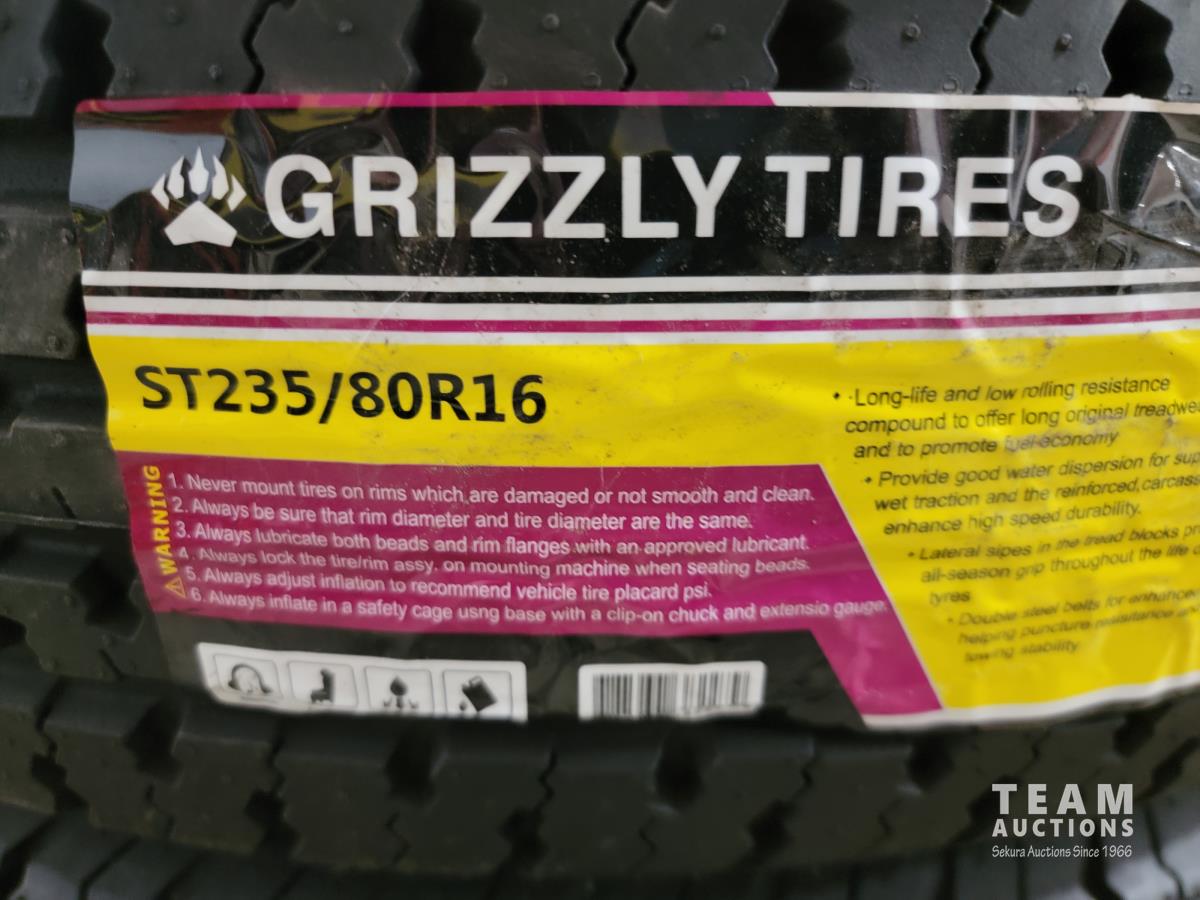 GRIZZLY TIRES
ST235/80R16
WARNING
1. Never mount tires on rims which are damaged or not smooth and clean.
2. Always be sure that rim diameter and tire diameter are the same.
3. Always lubricate both beads and rim flanges with an approved lubricant.
4. Always lock the tire/rim assy. on mounting machine when seating beads.
5. Always adjust inflation to recommend vehicle tire placard psi.
6. Always inflate in a safety cage usng base with a clip-on chuck and extensio gauge.
• ·Long-life and low rolling resistance
compound to offer long original
and to promote fuel economy
• Provide good water dispersion for
wet traction and the reinforced, carcass
enhance high speed durability.
• Lateral sipes in the tread blocks
all-season grip throughout the life
tyres
• Double steel belts for
helping puncture
towing stability
TEAM
AUCTIONS
Sekura Auctions Since 1966